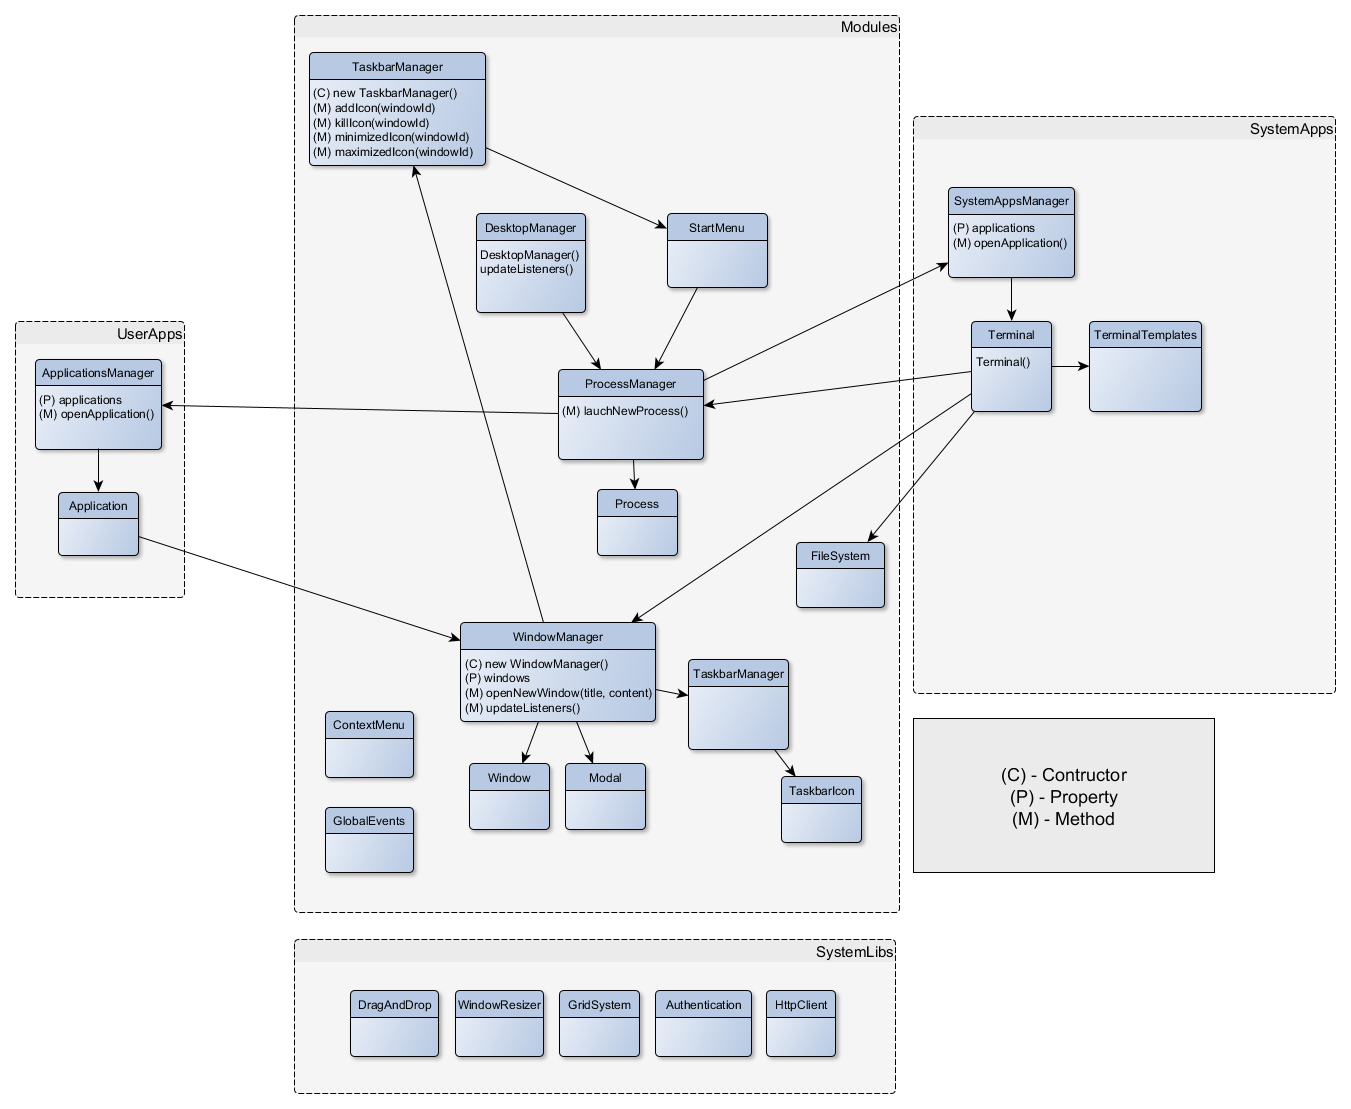 Modules
TaskbarManager
(C) new TaskbarManager()
(M) addIcon(windowId)
(M) killIcon(windowId)
(M) minimizedIcon(windowId)
(M) maximizedIcon(windowId)
DesktopManager
DesktopManager()
updateListeners()
StartMenu
ProcessManager
(M) lauchNewProcess()
Process
FileSystem
WindowManager
(C) new WindowManager()
(P) windows
(M) openNewWindow(title, content)
(M) updateListeners()
TaskbarManager
TaskbarIcon
Window
Modal
ContextMenu
GlobalEvents
SystemApps
SystemAppsManager
(P) applications
(M) openApplication()
Terminal
Terminal()
TerminalTemplates
UserApps
ApplicationsManager
(P) applications
(M) openApplication()
Application
(C) - Contructor
(P) - Property
(M) - Method
SystemLibs
DragAndDrop
WindowResizer
GridSystem
Authentication
HttpClient